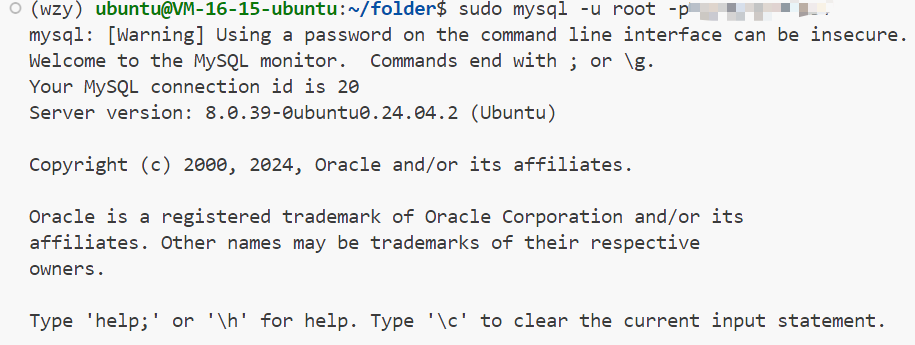 (wzy) ubuntu@VM-16-15-ubuntu:~/folder$ sudo mysql -u root -p
mysql: [Warning] Using a password on the command line interface can be insecure.
Welcome to the MySQL monitor.  Commands end with ; or \g.
Your MySQL connection id is 20
Server version: 8.0.39-0ubuntu0.24.04.2 (Ubuntu)

Copyright (c) 2000, 2024, Oracle and/or its affiliates.

Oracle is a registered trademark of Oracle Corporation and/or its
affiliates. Other names may be trademarks of their respective
owners.

Type 'help;' or '\h' for help. Type '\c' to clear the current input statement.